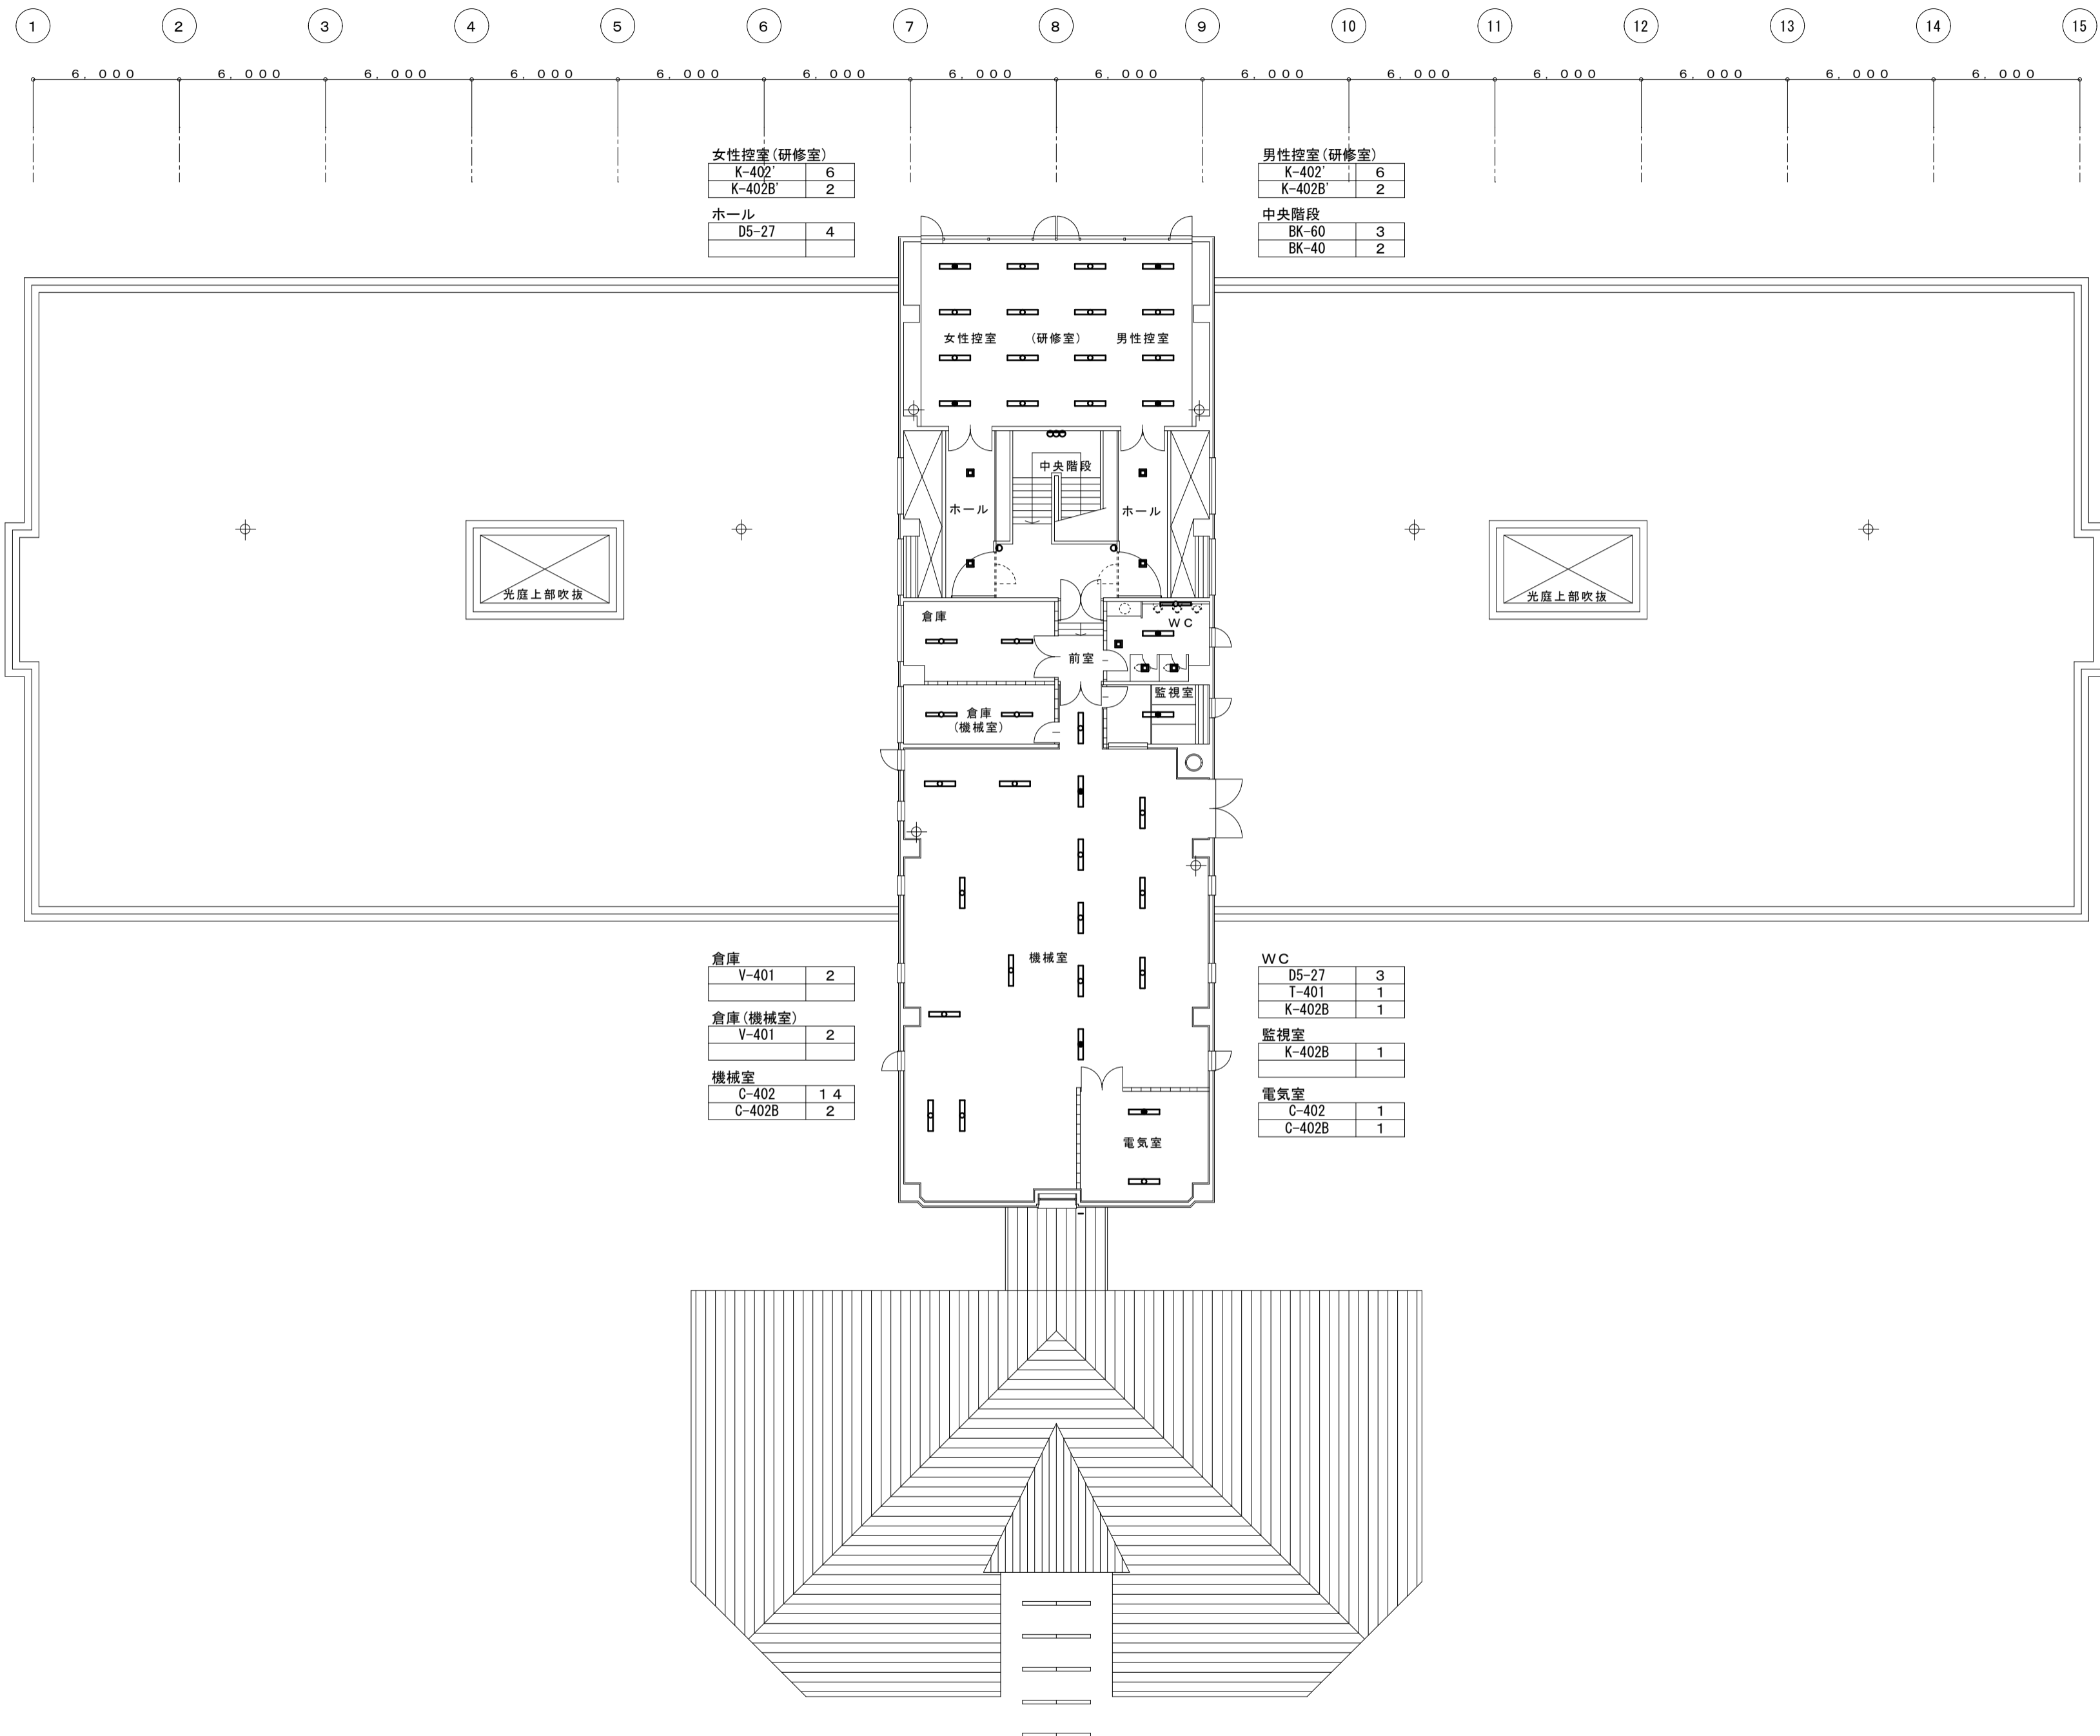 1 2 3 4 5 6 7 8 9 10 11 12 13 14 15
6,000 6,000 6,000 6,000 6,000 6,000 6,000 6,000 6,000 6,000 6,000 6,000 6,000 6,000
女性控室(研修室)
K-402' 6
K-402B' 2
ホール
D5-27 4
男性控室(研修室)
K-402' 6
K-402B' 2
中央階段
BK-60 3
BK-40 2
女性控室 (研修室) 男性控室
中央階段
ホール ホール
光庭上部吹抜 光庭上部吹抜
倉庫 WC
前室
監視室
倉庫
(機械室)
機械室
電気室
倉庫
V-401 2
倉庫(機械室)
V-401 2
機械室
C-402 14
C-402B 2
WC
D5-27 3
T-401 1
K-402B 1
監視室
K-402B 1
電気室
C-402 1
C-402B 1